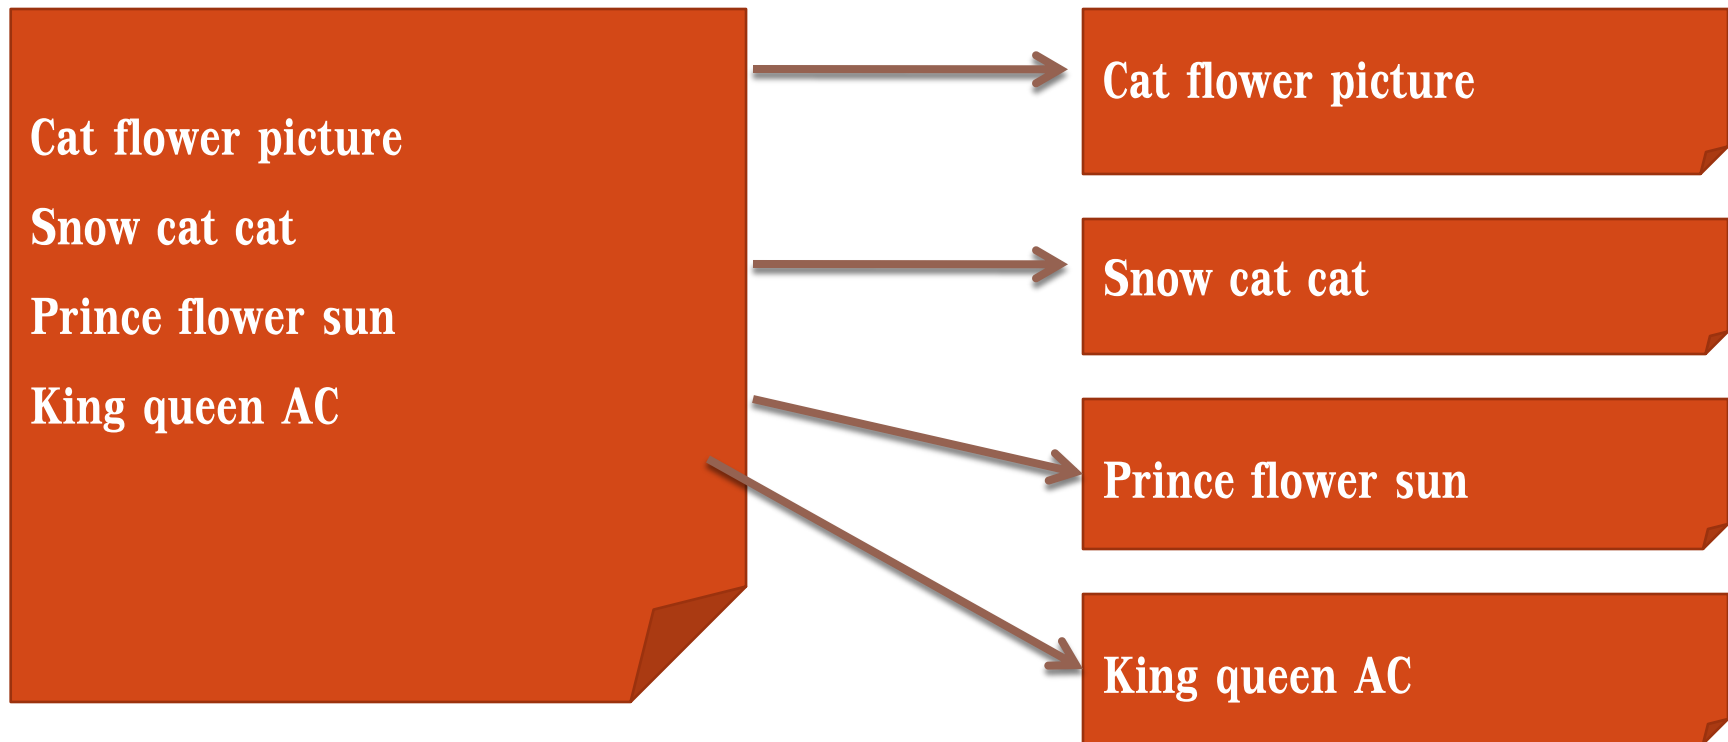 Cat flower picture
Snow cat cat
Prince flower sun
King queen AC
Cat flower picture
Snow cat cat
Prince flower sun
King queen AC